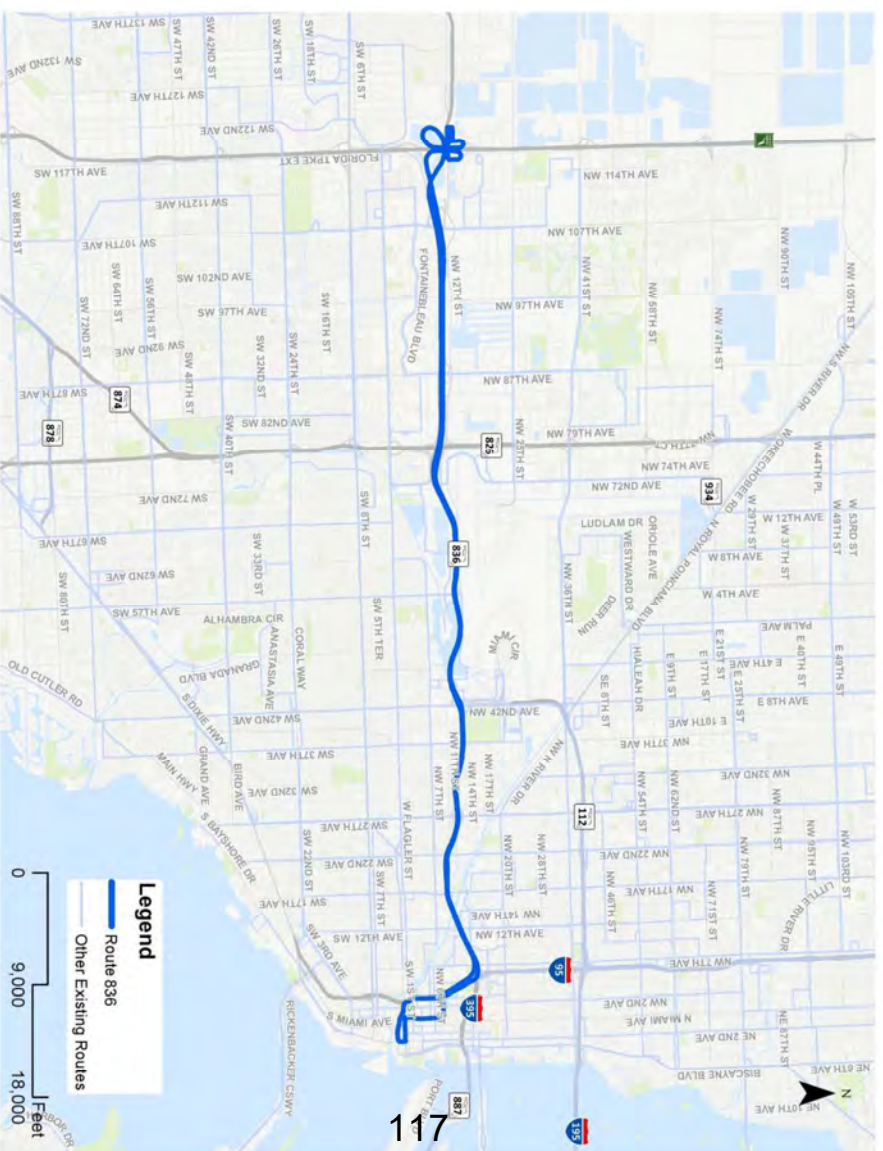 SW 137TH AVE
SW 132ND AVE
SW 47TH ST
SW 42ND ST
SW 26TH ST
SW 18TH ST
SW 6TH ST
SW 127TH AVE
SW 122ND AVE
FLORIDA TPKE EXT
SW 117TH AVE
NW 114TH AVE
SW 112TH AVE
SW 88TH ST
SW 107TH AVE
NW 107TH AVE
NW 12TH ST
NW 41ST ST
NW 58TH ST
NW 90TH ST
NW 106TH ST
FONTAINEBLEAU BLVD
SW 102ND AVE
SW 64TH ST
SW 56TH ST
SW 72ND ST
SW 16TH ST
SW 97TH AVE
NW 97TH AVE
NW 74TH ST
SW 92ND AVE
SW 48TH ST
SW 32ND ST
SW 24TH ST
NW S RIVER DR
SW 87TH AVE
NW 87TH AVE
874
878
SW 82ND AVE
SW 40TH ST
825
NW 25TH ST
NW 79TH AVE
NW 77TH CT
W OKEECHOBEE RD
W 44TH PL
NW 74TH AVE
NW 72ND AVE
934
SW 72ND AVE
SW 8TH ST
W 29TH ST
W 12TH AVE
W 37TH ST
W 49TH ST
W 53RD ST
SW 67TH AVE
SW 33RD ST
836
LUDLAM DR
ORIOLE AVE
WESTWARD DR
N ROYAL POINCIANA BLVD
W 8TH AVE
SW 62ND AVE
SW 80TH ST
NW 36TH ST
DEER RUN
W 4TH AVE
SW 57TH AVE
ALHAMBRA CIR
SW 5TH TER
PALM AVE
CORAL WAY
ANASTASIA AVE
GRANADA BLVD
MIAMI CIR
HIALEAH DR
E 9TH ST
E 17TH ST
E 21ST ST
E 4TH AVE
E 25TH ST
E 40TH ST
E 49TH ST
OLD CUTLER RD
S DIXIE HWY
SE 8TH ST
E 8TH AVE
SW 42ND AVE
NW 42ND AVE
E 10TH AVE
SW 37TH AVE
NW 37TH AVE
GRAND AVE
MAIN HWY
BIRD AVE
NW 11TH ST
NW 14TH ST
NW 17TH ST
NW N RIVER DR
SW 32ND AVE
NW 32ND AVE
S BAYSHORE DR
NW 7TH ST
W FLAGLER ST
112
NW 54TH ST
NW 62ND ST
NW 87TH ST
SW 27TH AVE
NW 27TH AVE
SW 22ND ST
SW 22ND AVE
SW 7TH ST
NW 20TH ST
NW 28TH ST
NW 22ND AVE
NW 79TH ST
NW 95TH ST
NW 103RD ST
SW 17TH AVE
NW 46TH ST
NW 17TH AVE
NW 71ST ST
LITTLE RIVER DR
NW 14TH AVE
SW 12TH AVE
NW 12TH AVE
SW 3RD AVE
95
NW 7TH AVE
395
NW 2ND AVE
N MIAMI AVE
S MIAMI AVE
NE 2ND AVE
NE 87TH ST
RICKENBACKER CSWY
BISCAYNE BLVD
NE 6TH AVE
NE 10TH AVE
887
195
N
Legend
Route 836
Other Existing Routes
0
9,000
18,000
Feet
117